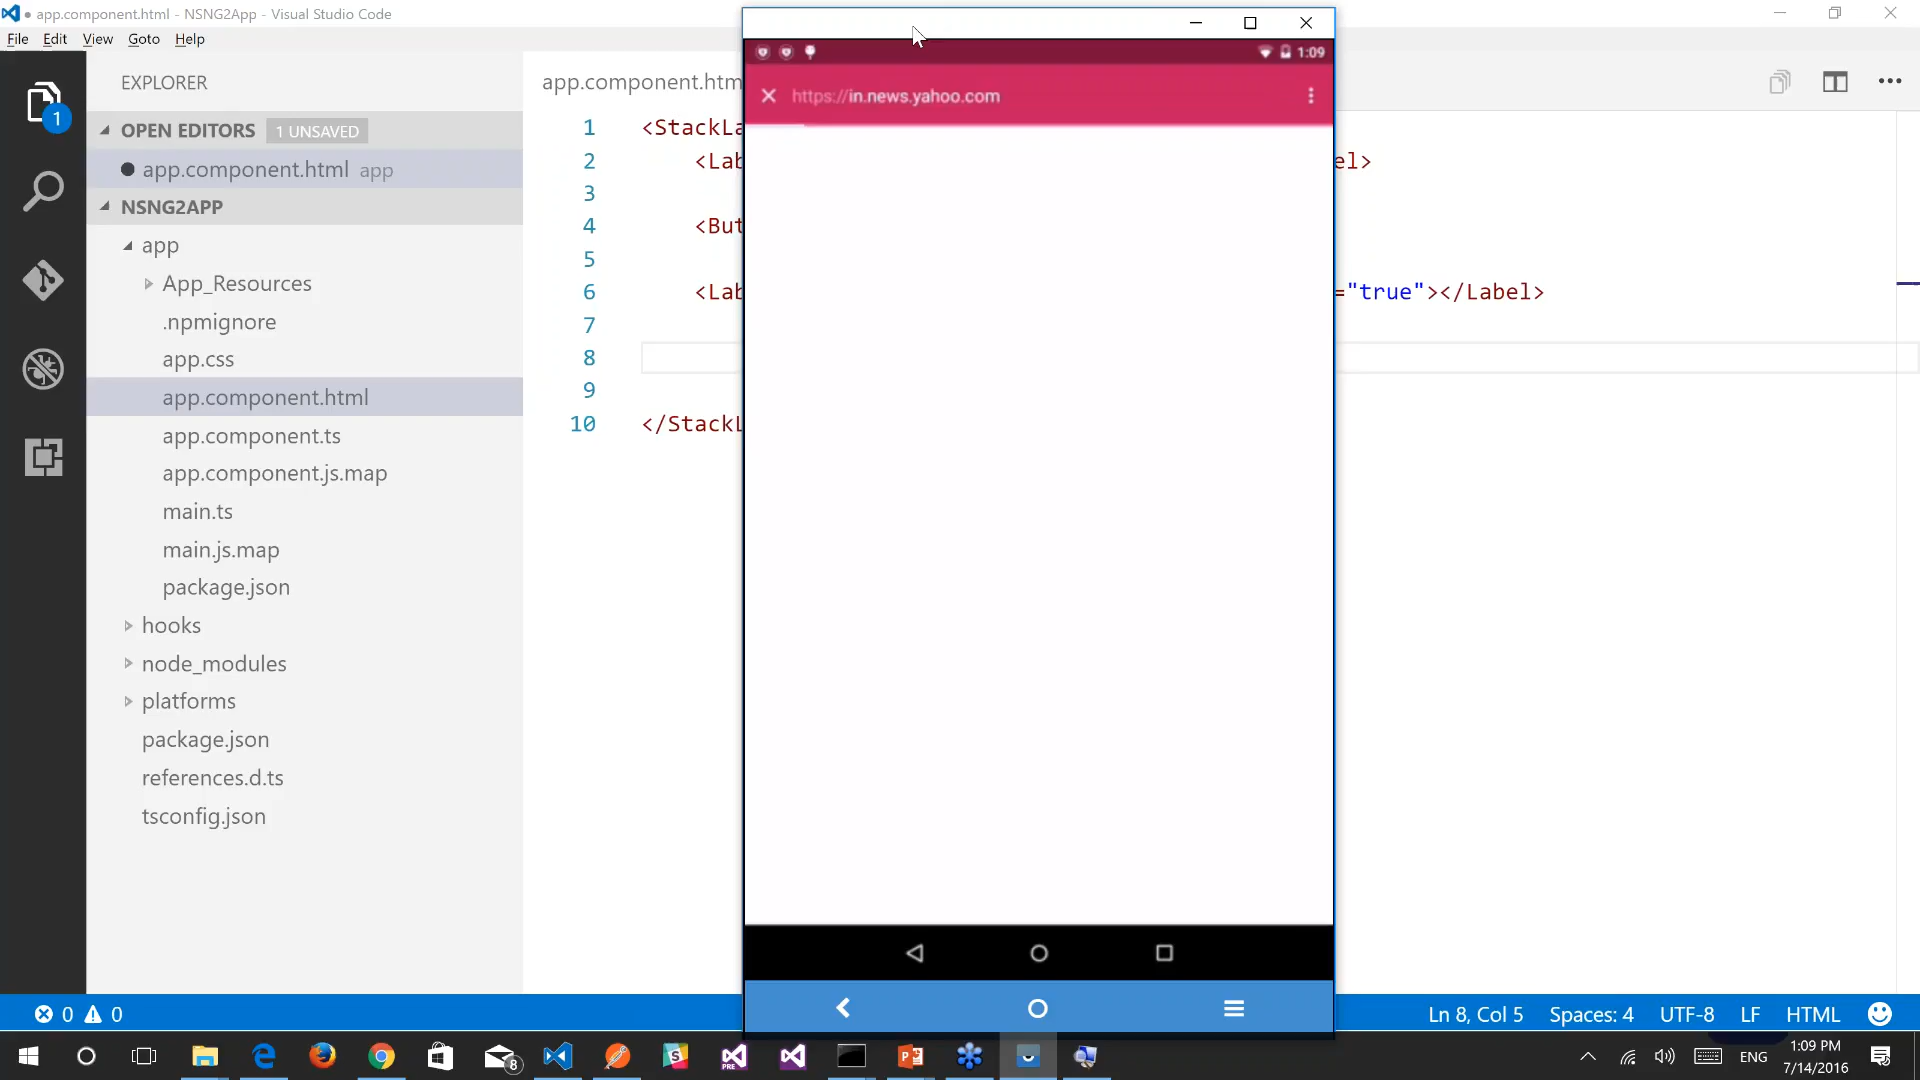 app.component.html - NSNG2App - Visual Studio Code
File Edit View Goto Help
EXPLORER
OPEN EDITORS 1 UNSAVED
app.component.html app
NSNG2APP
app
App_Resources
.npmignore
app.css
app.component.html
app.component.ts
app.component.js.map
main.ts
main.js.map
package.json
hooks
node_modules
platforms
package.json
references.d.ts
tsconfig.json
1
app.component.htm
1 <StackLa
2 <Lab el>
3
4 <But
5
6 <Lab ="true"></Label>
7
8
9
10 </StackL
1:09
https://in.news.yahoo.com
0 0
Ln 8, Col 5 Spaces: 4 UTF-8 LF HTML
8
PRE
ENG
1:09 PM
7/14/2016